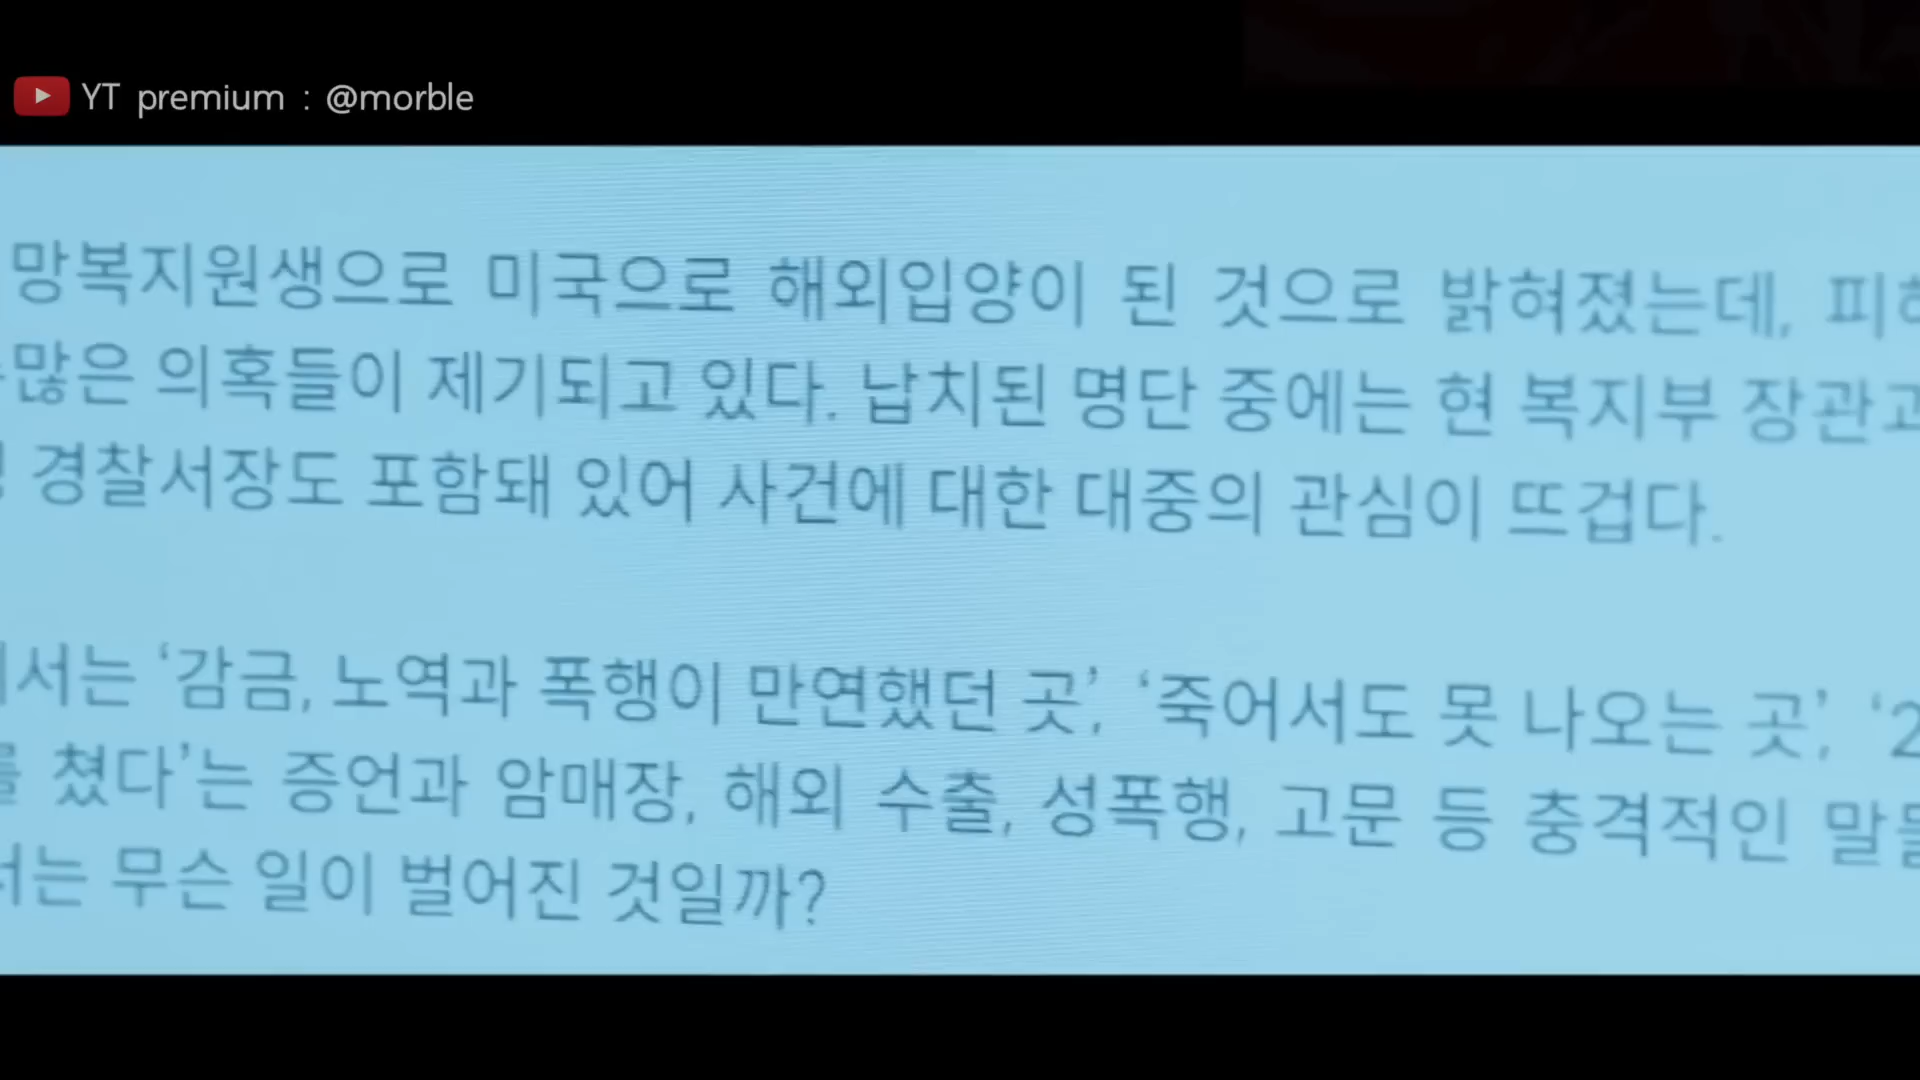 YT premium : @morble
망복지원생으로 미국으로 해외입양이 된 것으로 밝혀졌는데,
많은 의혹들이 제기되고 있다. 납치된 명단 중에는 현 복지부 장관과
경찰서장도 포함돼 있어 사건에 대한 대중의 관심이 뜨겁다.
서는 ‘감금, 노역과 폭행이 만연했던 곳’, ‘죽어서도 못 나오는 곳’, ‘2
를 쳤다’는 증언과 암매장, 해외 수출, 성폭행, 고문 등 충격적인 말들
서는 무슨 일이 벌어진 것일까?